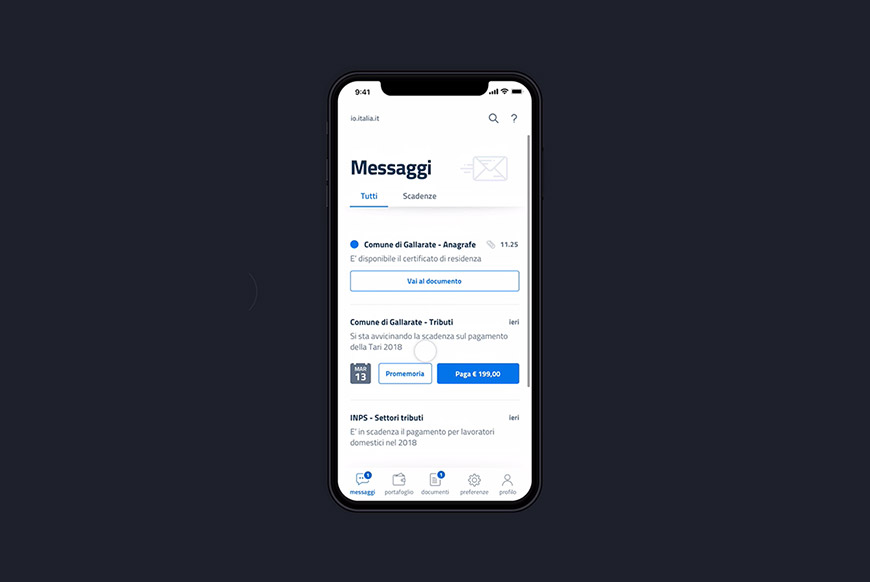 9:41
io.italia.it
?
Messaggi
Tutti Scadenze
Comune di Gallarate - Anagrafe 11.25
E' disponibile il certificato di residenza
Vai al documento
Comune di Gallarate - Tributi ieri
Si sta avvicinando la scadenza sul pagamento
della Tari 2018
MAR
13
Promemoria
Paga € 199,00
INPS - Settori tributi ieri
E' in scadenza il pagamento per lavoratori
domestici nel 2018
1 1
messaggi portafoglio documenti preferenze profilo